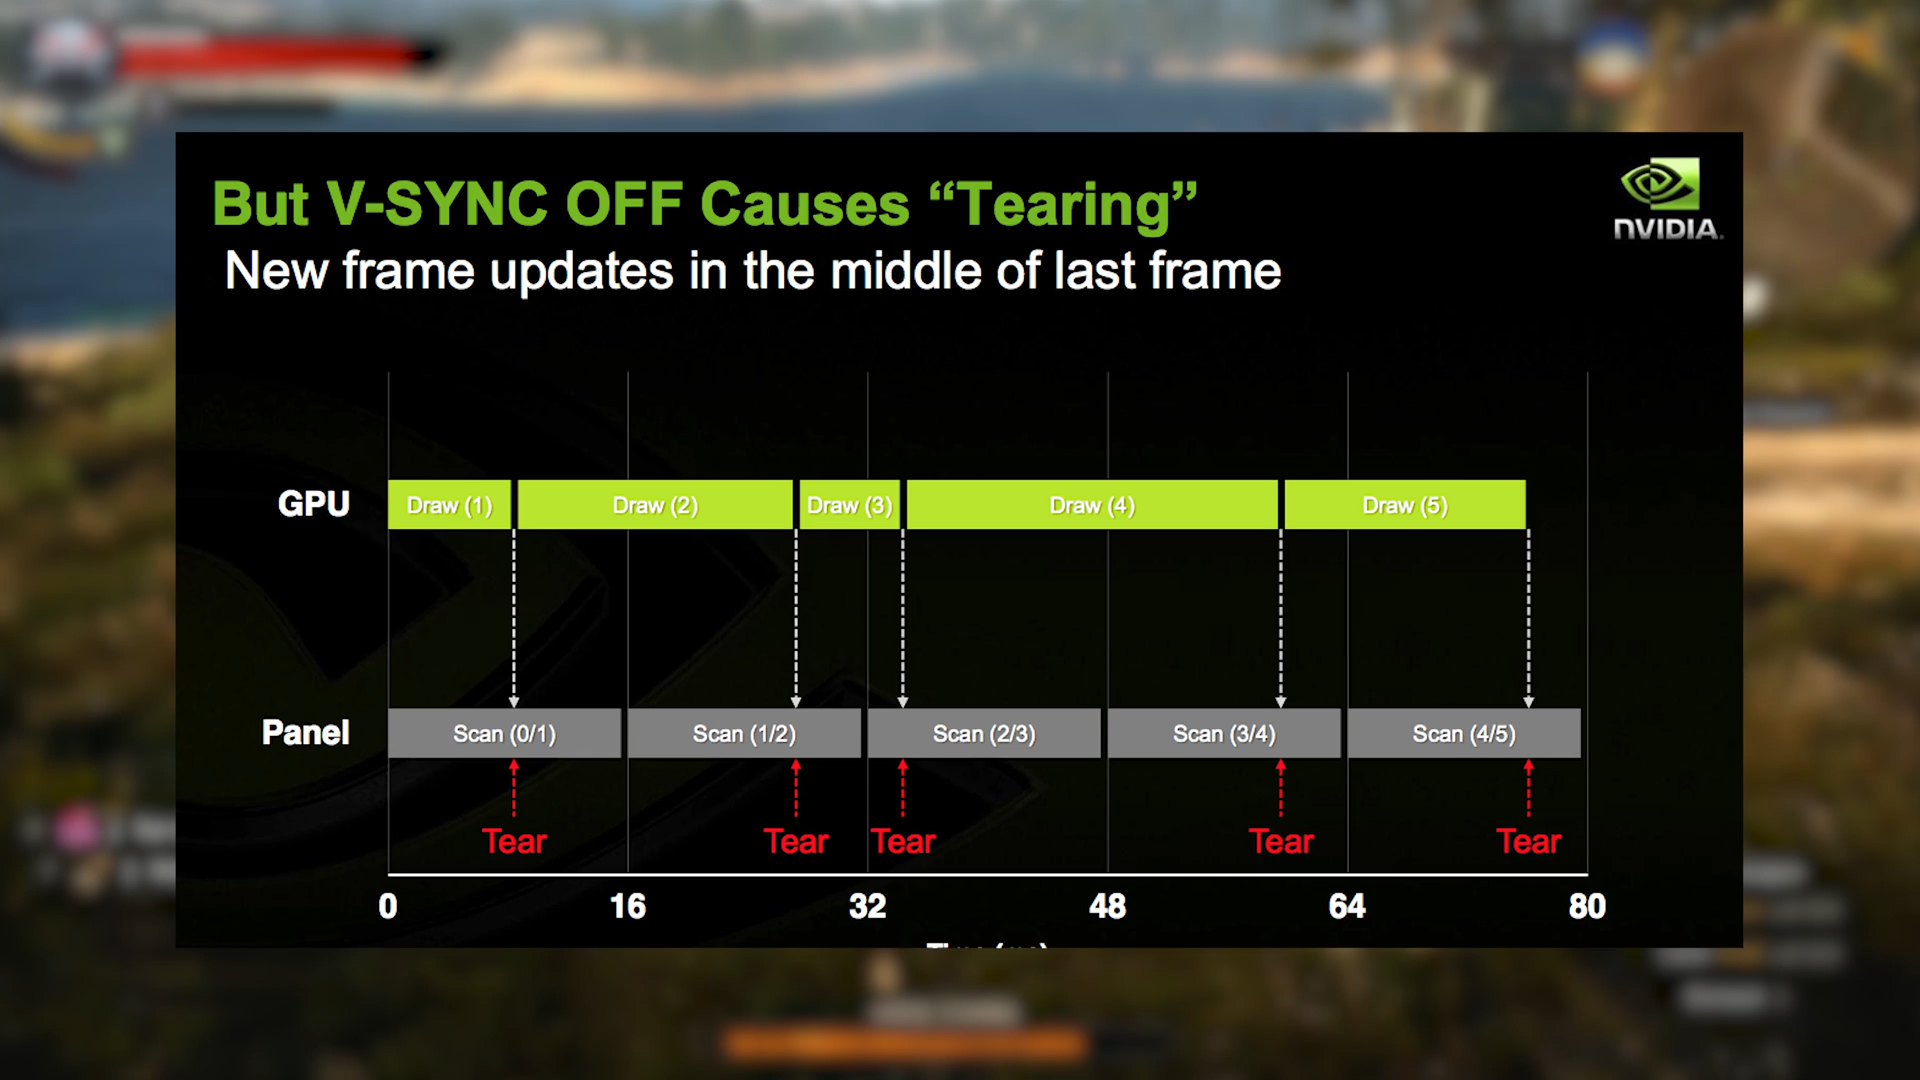 But V-SYNC OFF Causes “Tearing”
New frame updates in the middle of last frame
NVIDIA.
GPU
Draw (1)
Draw (2)
Draw (3)
Draw (4)
Draw (5)
Panel
Scan (0/1)
Scan (1/2)
Scan (2/3)
Scan (3/4)
Scan (4/5)
Tear
Tear
Tear
Tear
Tear
0
16
32
48
64
80